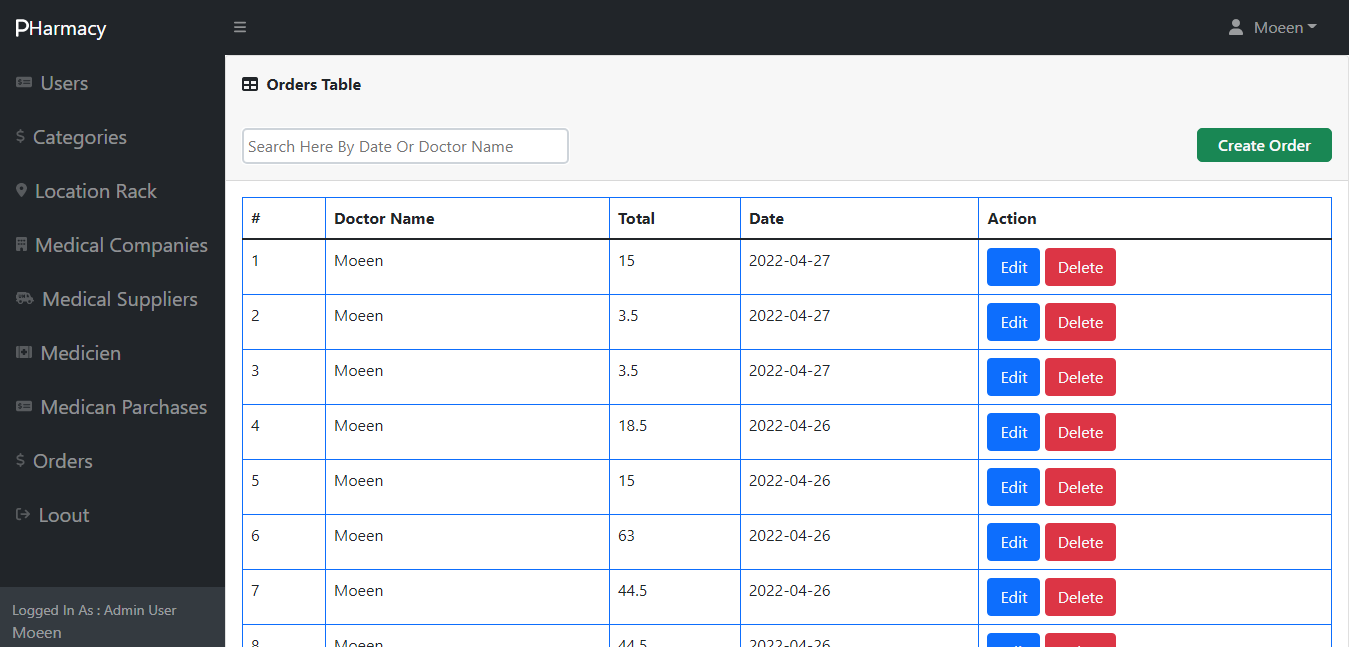 PHarmacy
Moeen
Users
Categories
Location Rack
Medical Companies
Medical Suppliers
Medicien
Medican Parchases
Orders
Loout
Logged In As : Admin User
Moeen
Orders Table
Search Here By Date Or Doctor Name
Create Order
# Doctor Name Total Date Action
1 Moeen 15 2022-04-27 Edit Delete
2 Moeen 3.5 2022-04-27 Edit Delete
3 Moeen 3.5 2022-04-27 Edit Delete
4 Moeen 18.5 2022-04-26 Edit Delete
5 Moeen 15 2022-04-26 Edit Delete
6 Moeen 63 2022-04-26 Edit Delete
7 Moeen 44.5 2022-04-26 Edit Delete
8 Moeen 44.5 2022-04-26